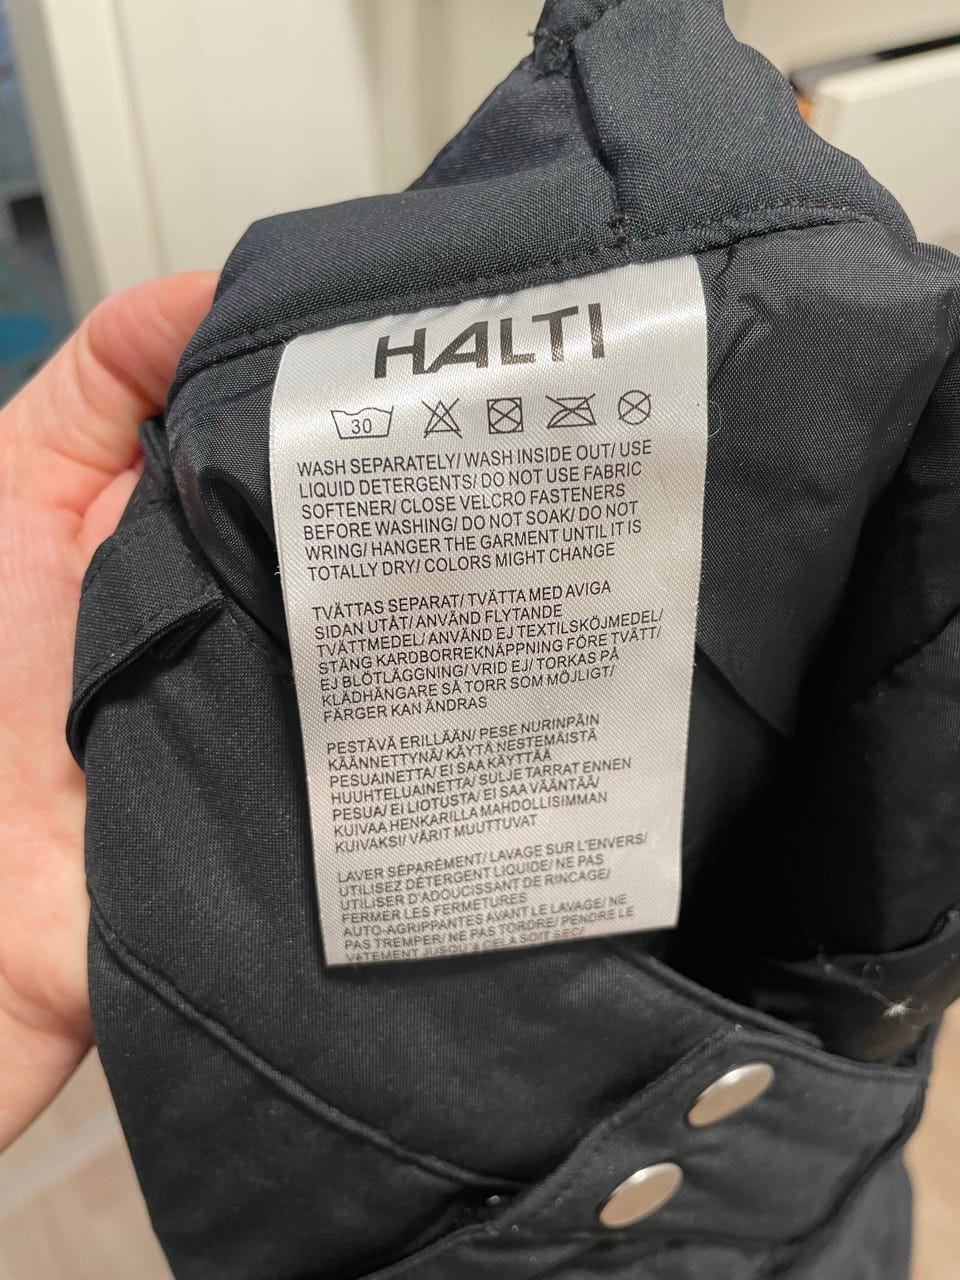 HALTI
30
WASH SEPARATELY/ WASH INSIDE OUT/ USE
LIQUID DETERGENTS/ DO NOT USE FABRIC
SOFTENER/ CLOSE VELCRO FASTENERS
BEFORE WASHING/ DO NOT SOAK/ DO NOT
WRING/ HANGER THE GARMENT UNTIL IT IS
TOTALLY DRY/ COLORS MIGHT CHANGE
TVÄTTAS SEPARAT/ TVÄTTA MED AVIGA
SIDAN UTÅT/ ANVÄND FLYTANDE
TVÄTTMEDEL/ ANVÄND EJ TEXTILSKÖJMEDEL/
STÄNG KARDBORREKNÄPPNING FÖRE TVÄTT/
EJ BLÖTLÄGGNING/ VRID EJ/ TORKAS PÅ
KLÄDHÄNGARE SÅ TORR SOM MÖJLIGT/
FÄRGER KAN ÄNDRAS
PESTÄVÄ ERILLÄÄN/ PESE NURINPÄIN
KÄÄNNETTYNÄ/ KÄYTÄ NESTEMÄISTÄ
PESUAINETTA/ EI SAA KÄYTTÄÄ
HUUHTELUAINETTA/ SULJE TARRAT ENNEN
PESUA/ EI LIOTUSTA/ EI SAA VÄÄNTÄÄ/
KUIVAA HENKARILLA MAHDOLLISIMMAN
KUIVAKSI/ VÄRIT MUUTTUVAT
LAVER SÉPARÉMENT/ LAVAGE SUR L'ENVERS/
UTILISEZ DÉTERGENT LIQUIDE/ NE PAS
UTILISER D'ADOUCISSANT DE RINCAGE/
FERMER LES FERMETURES
AUTO-AGRIPPANTES AVANT LE LAVAGE/ NE
PAS TREMPER/ NE PAS TORDRE/ PENDRE LE
VêTEMENT JUSQU'à CELA SOIT SEC/